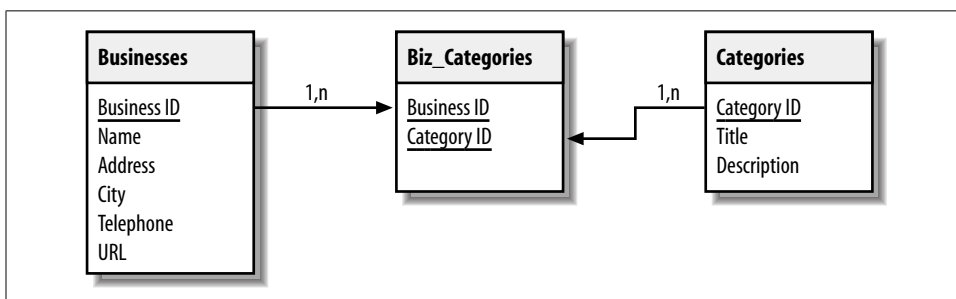 Businesses
Business ID
Name
Address
City
Telephone
URL
1,n
Biz_Categories
Business ID
Category ID
1,n
Categories
Category ID
Title
Description